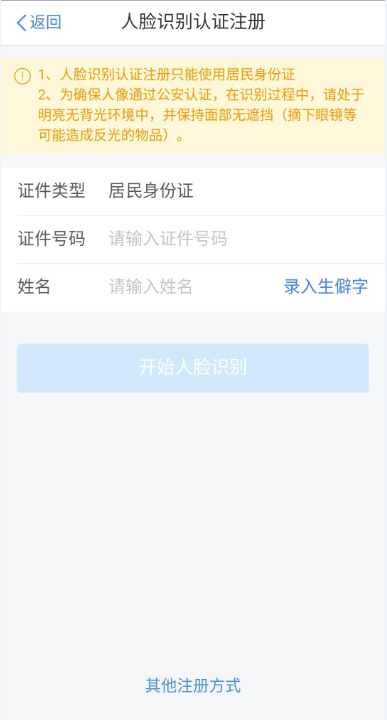 返回 人脸识别认证注册
1、人脸识别认证注册只能使用居民身份证
2、为确保人像通过公安认证，在识别过程中，请处于
明亮无背光环境中，并保持面部无遮挡（摘下眼镜等
可能造成反光的物品）。
证件类型 居民身份证
证件号码 请输入证件号码
姓名 请输入姓名 录入生僻字
开始人脸识别
其他注册方式